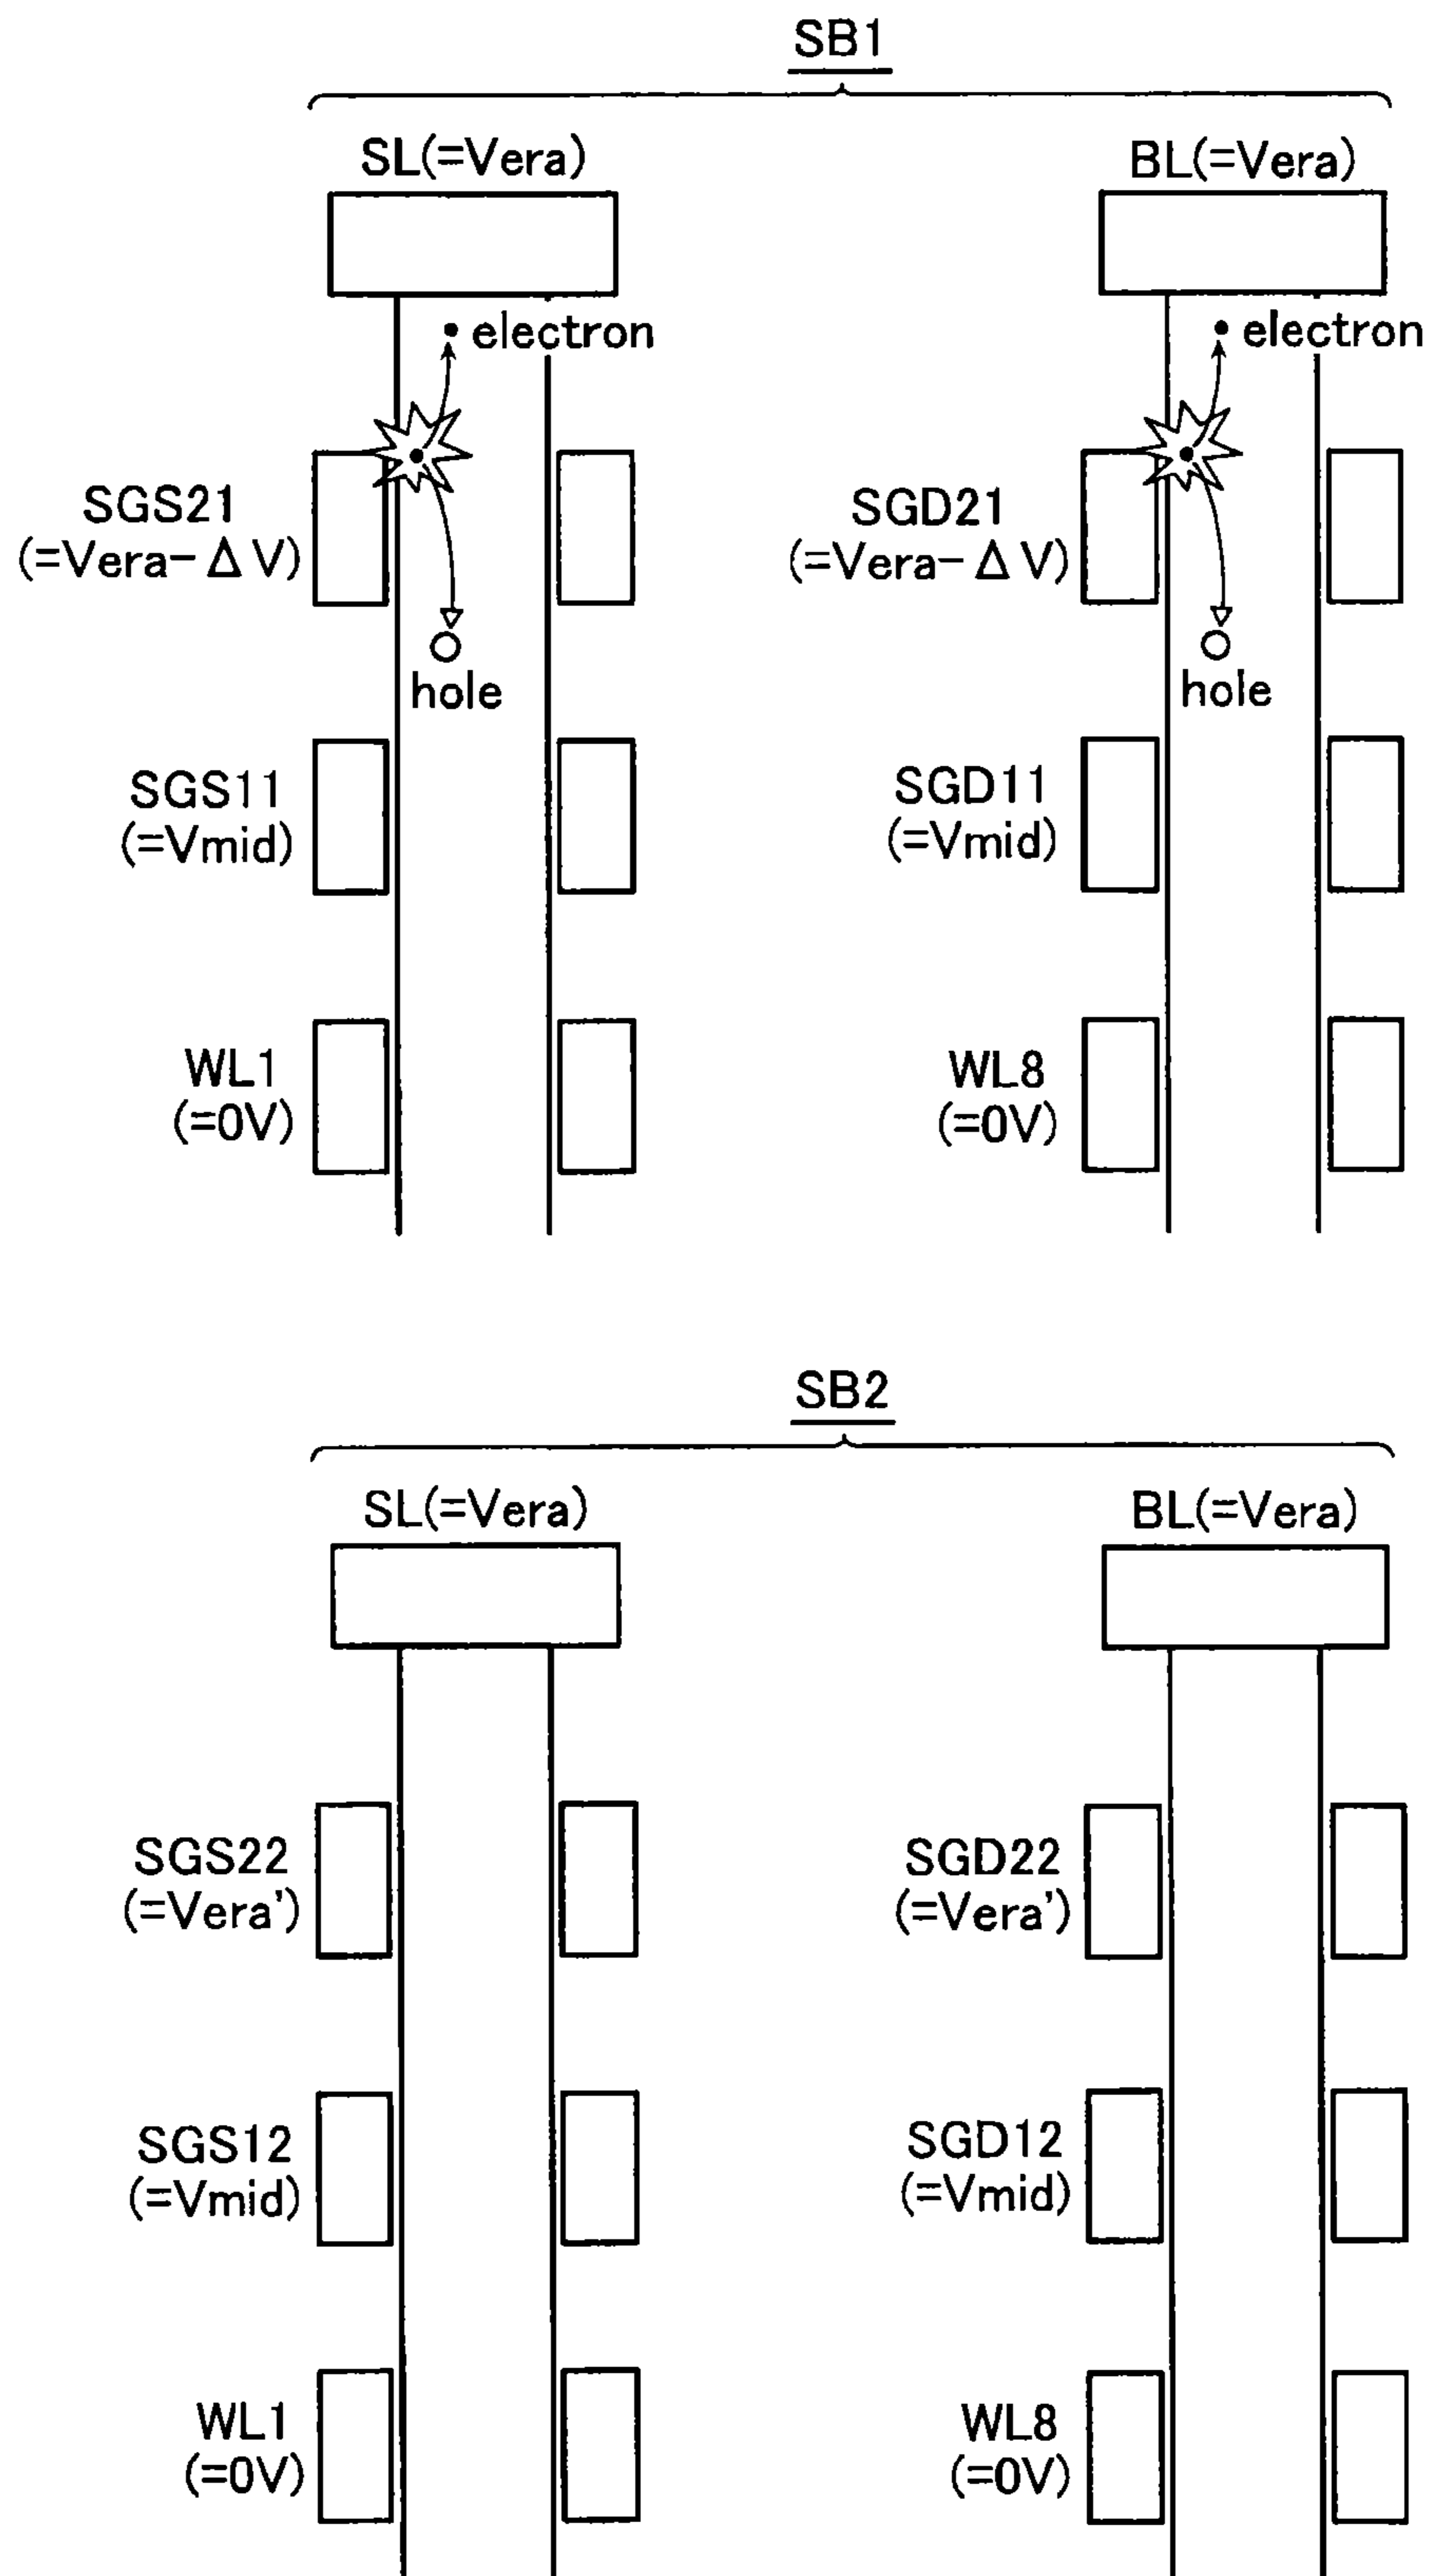 SB1
SL(=Vera)
BL(=Vera)
electron
electron
SGS21
(=Vera-Δ V)
SGD21
(=Vera-Δ V)
hole
hole
SGS11
(=Vmid)
SGD11
(=Vmid)
WL1
(=0V)
WL8
(=0V)
SB2
SL(=Vera)
BL(=Vera)
SGS22
(=Vera')
SGD22
(=Vera')
SGS12
(=Vmid)
SGD12
(=Vmid)
WL1
(=0V)
WL8
(=0V)